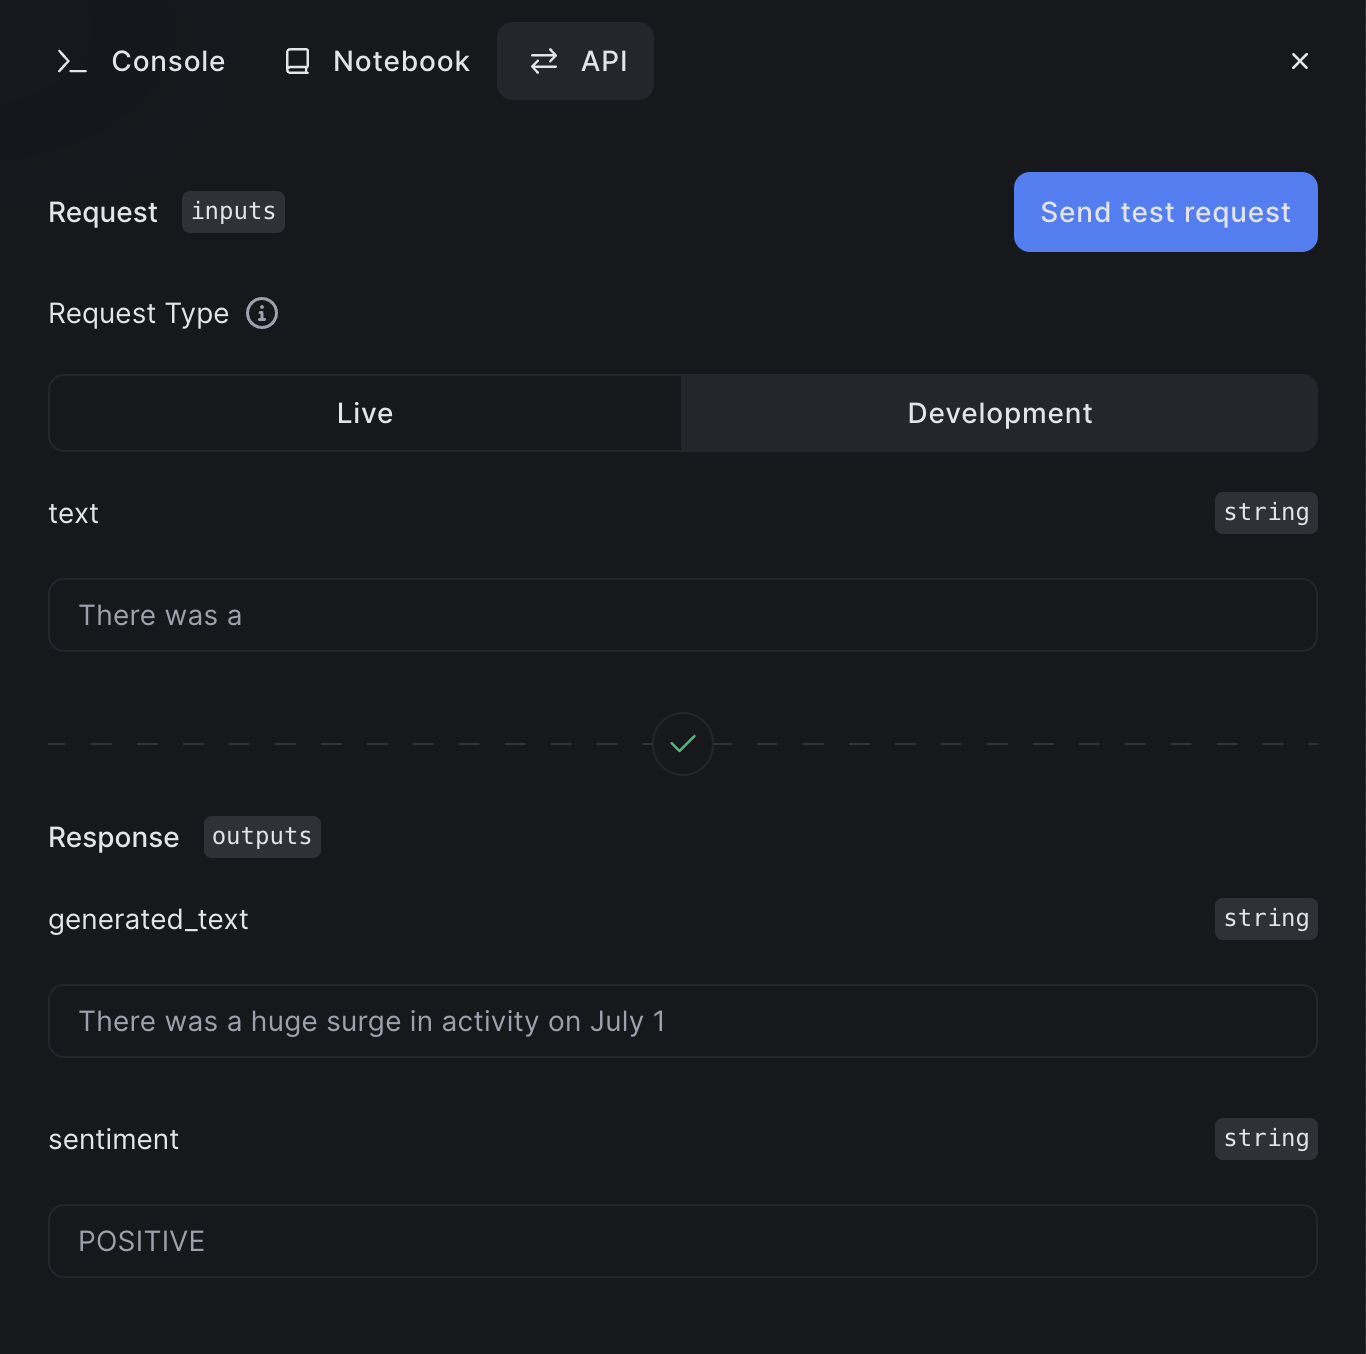 Console Notebook API
Request inputs Send test request
Request Type
Live Development
text string
There was a
Response outputs
generated_text string
There was a huge surge in activity on July 1
sentiment string
POSITIVE